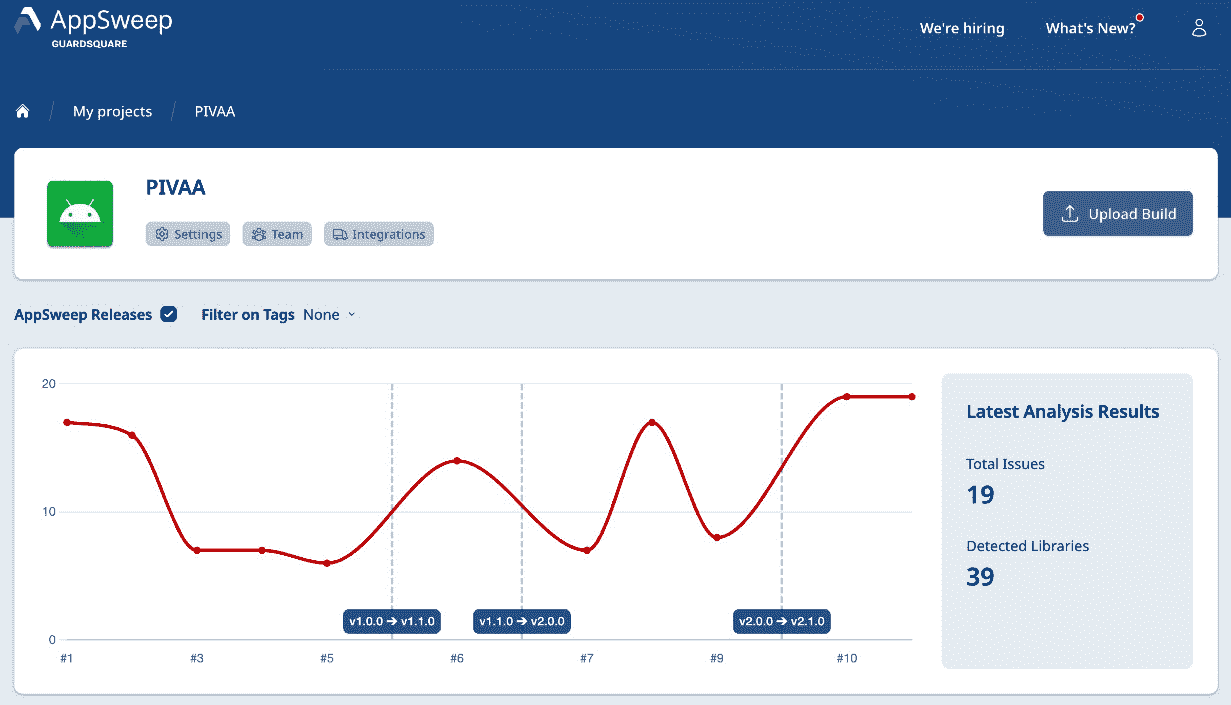 AppSweep
GUARDSQUARE
We're hiring
What's New?
My projects / PIVAA
PIVAA
Settings
Team
Integrations
Upload Build
AppSweep Releases
Filter on Tags None
20
10
0
v1.0.0 → v1.1.0
v1.1.0 → v2.0.0
v2.0.0 → v2.1.0
#1
#3
#5
#6
#7
#9
#10
Latest Analysis Results
Total Issues
19
Detected Libraries
39